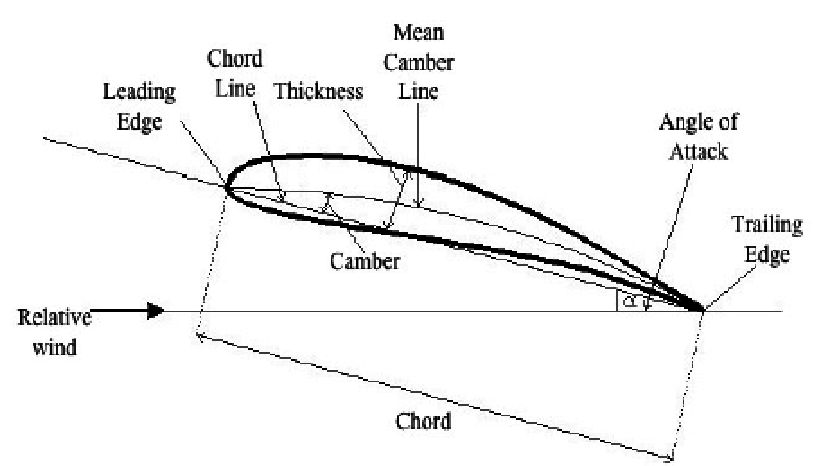 Mean
Camber
Line
Chord
Line
Thickness
Leading
Edge
Angle of
Attack
Trailing
Edge
Camber
α
Relative
wind
Chord